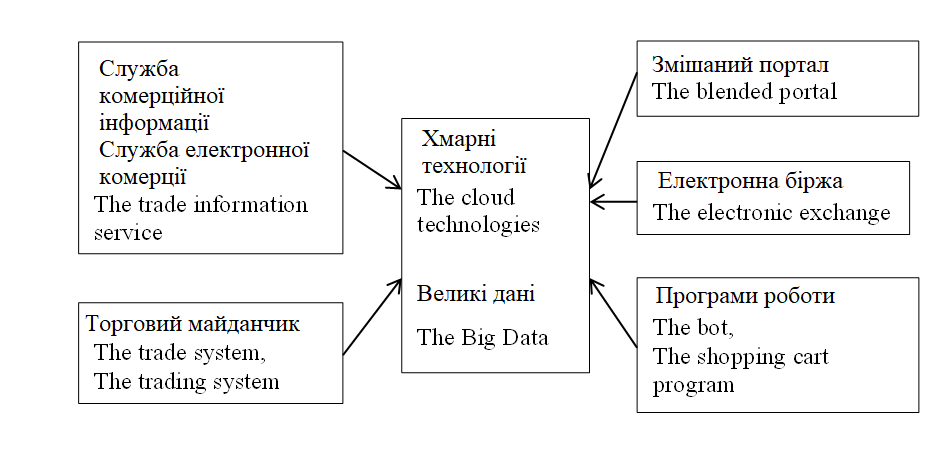 Служба
комерційної
інформації
Служба електронної
комерції
The trade information
service
Торговий майданчик
The trade system,
The trading system
Хмарні
технології
The cloud
technologies
Великі дані
The Big Data
Змішаний портал
The blended portal
Електронна біржа
The electronic exchange
Програми роботи
The bot,
The shopping cart
program